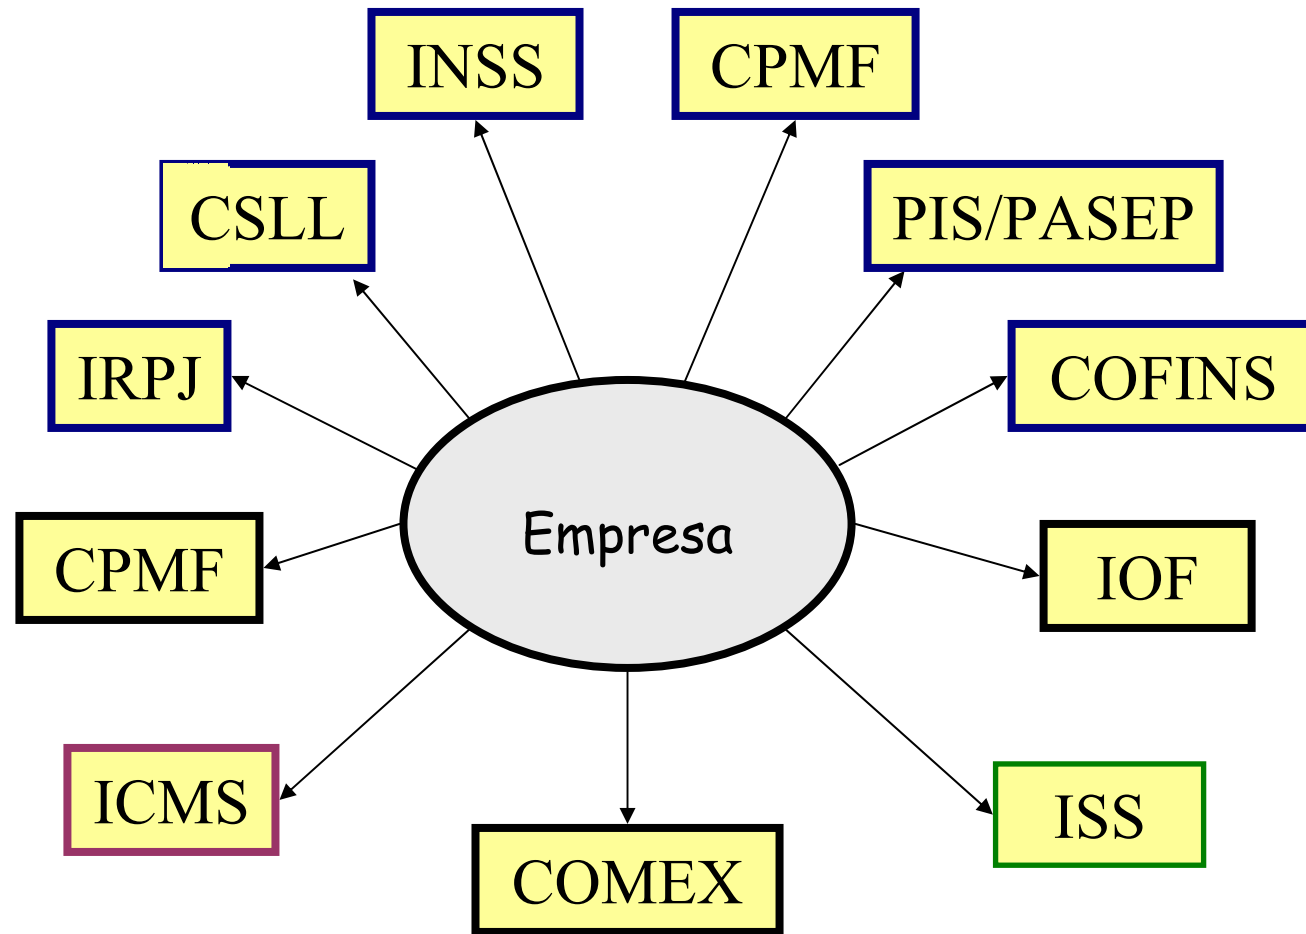 INSS
CPMF
CSLL
PIS/PASEP
IRPJ
COFINS
Empresa
CPMF
IOF
ICMS
ISS
COMEX